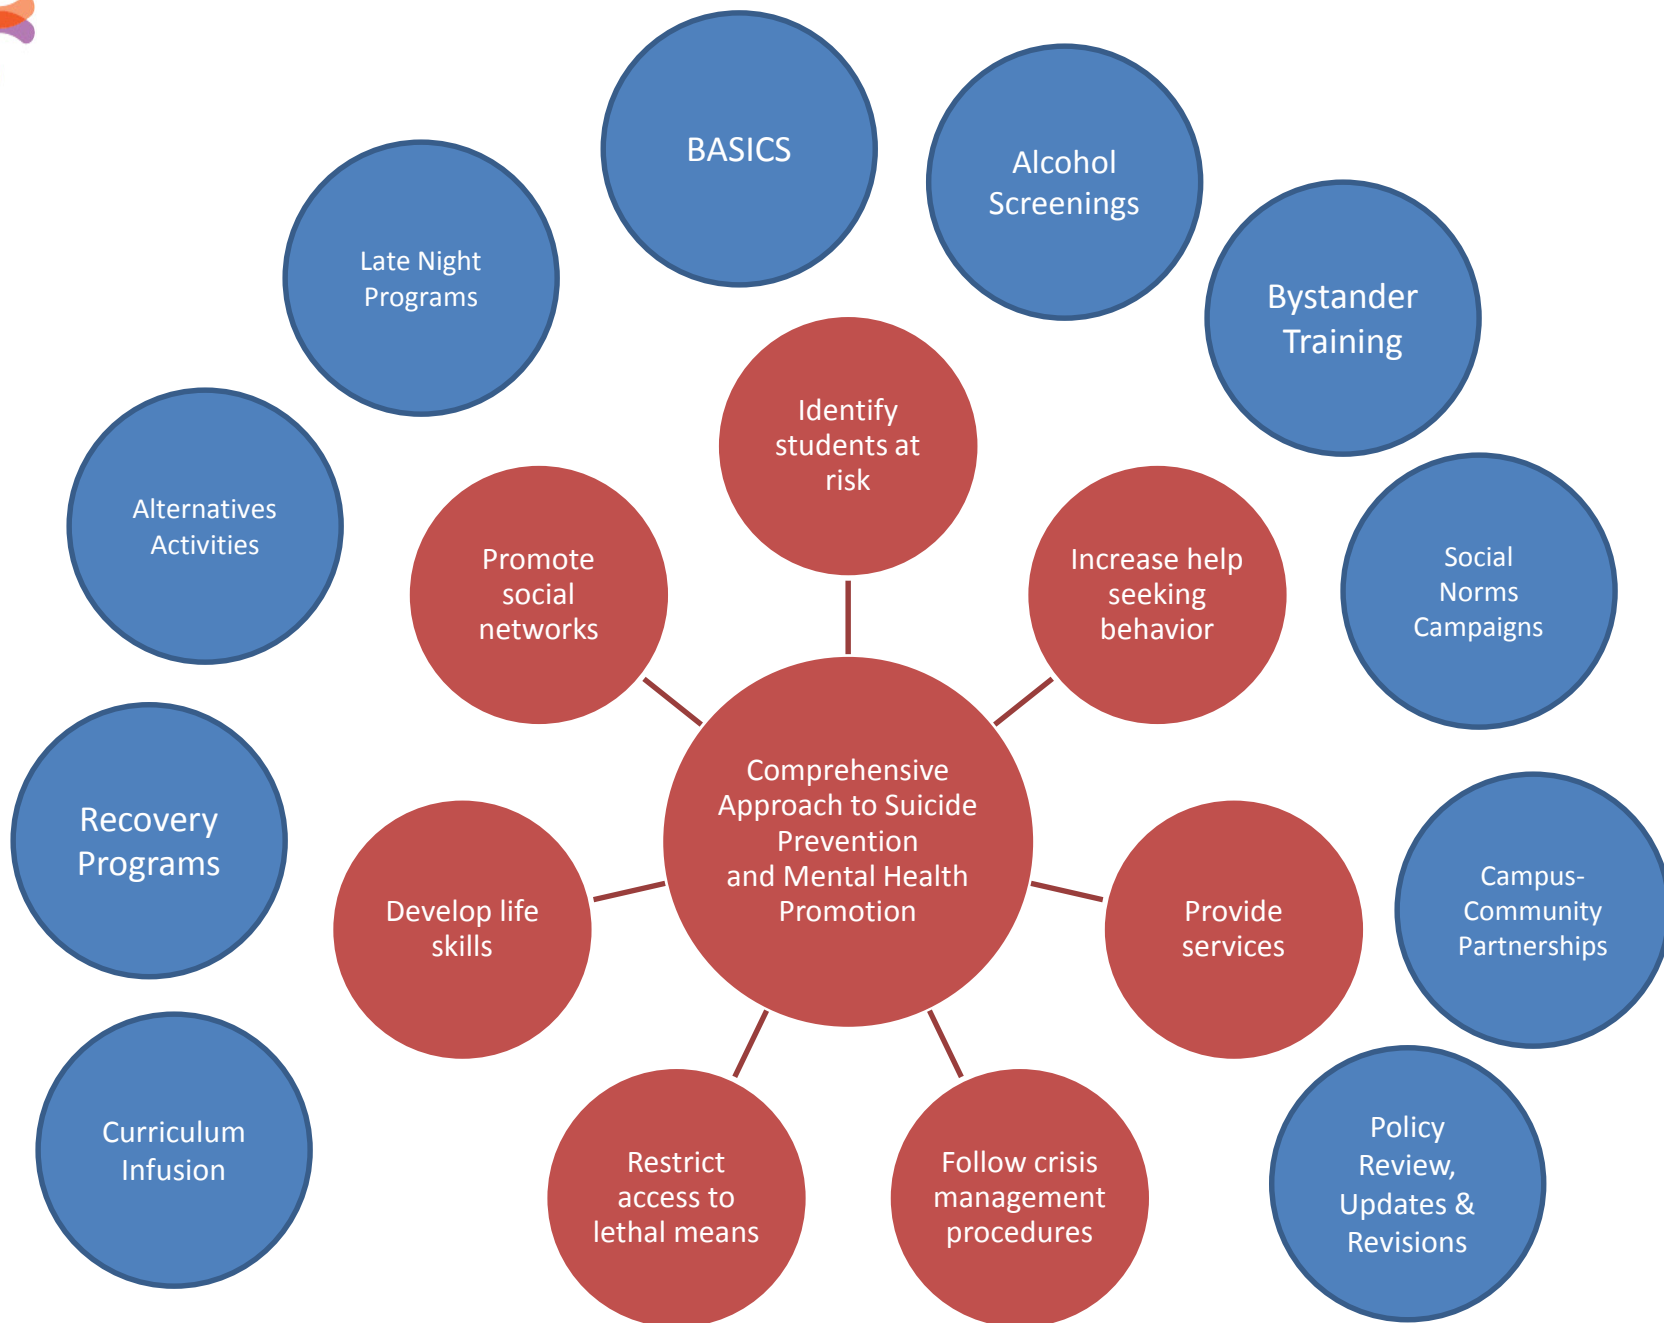 BASICS
Alcohol
Screenings
Late Night
Programs
Bystander
Training
Identify
students at
risk
Alternatives
Activities
Promote
social
networks
Increase help
seeking
behavior
Social
Norms
Campaigns
Comprehensive
Approach to Suicide
Prevention
and Mental Health
Promotion
Recovery
Programs
Develop life
skills
Provide
services
Campus-
Community
Partnerships
Curriculum
Infusion
Restrict
access to
lethal means
Follow crisis
management
procedures
Policy
Review,
Updates &
Revisions